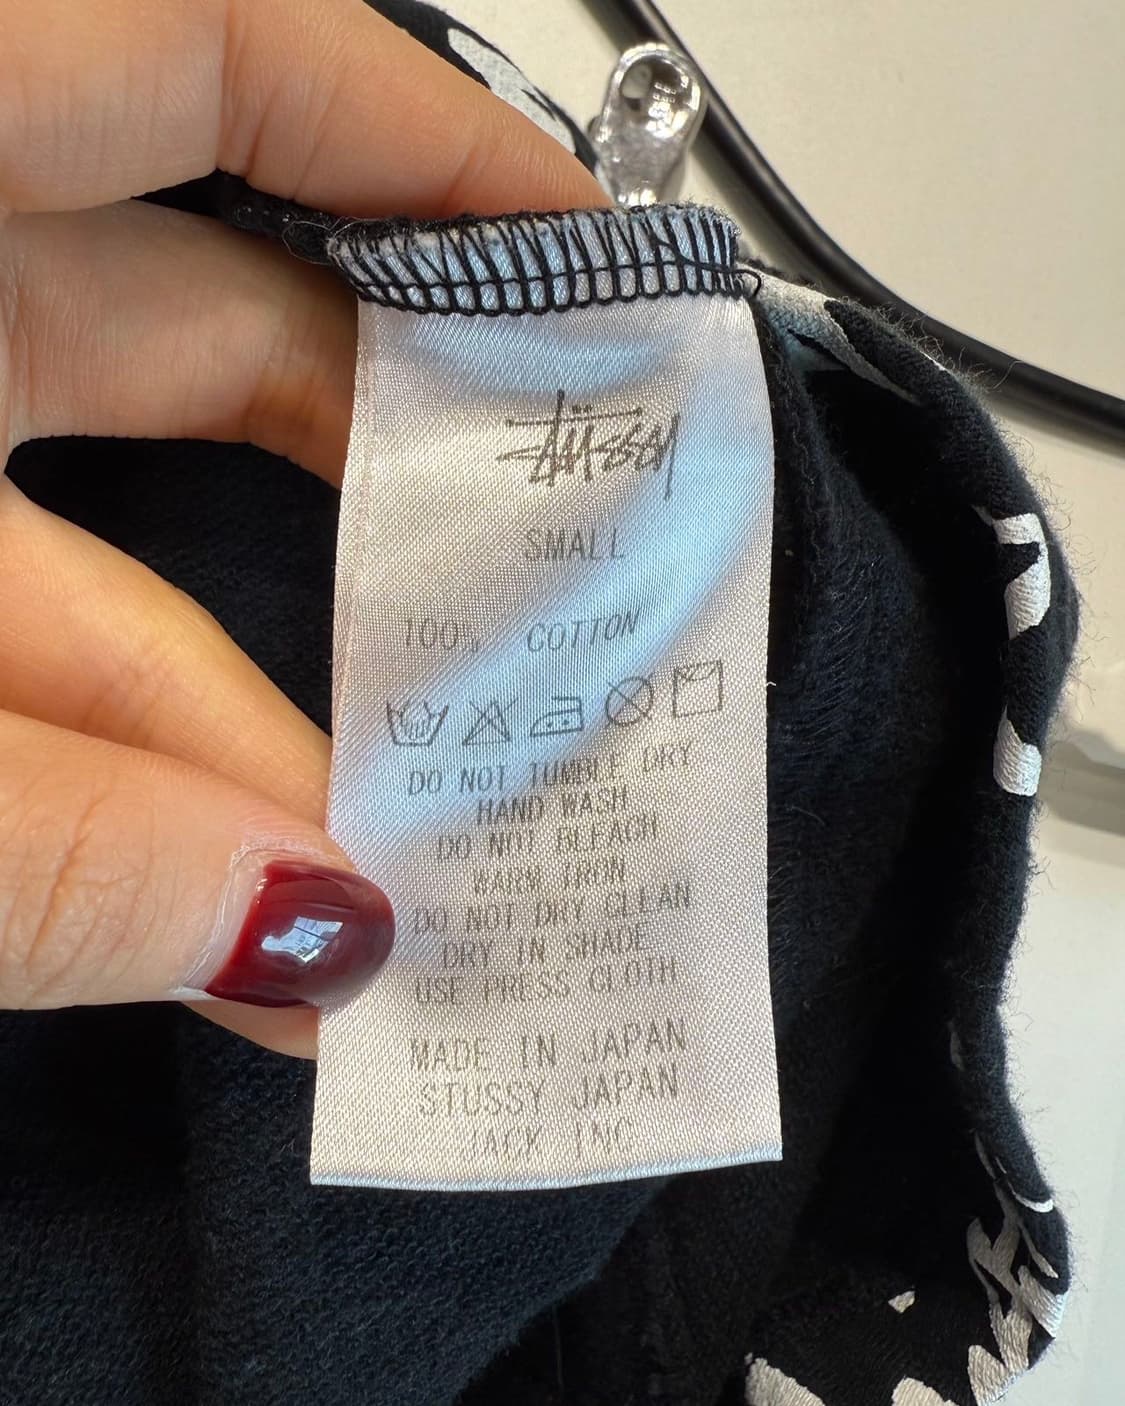 Stüssy
SMALL
100% COTTON
DO NOT TUMBLE DRY
HAND WASH
DO NOT BLEACH
WARM IRON
DO NOT DRY CLEAN
DRY IN SHADE
USE PRESS CLOTH
MADE IN JAPAN
STUSSY JAPAN
JACK INC